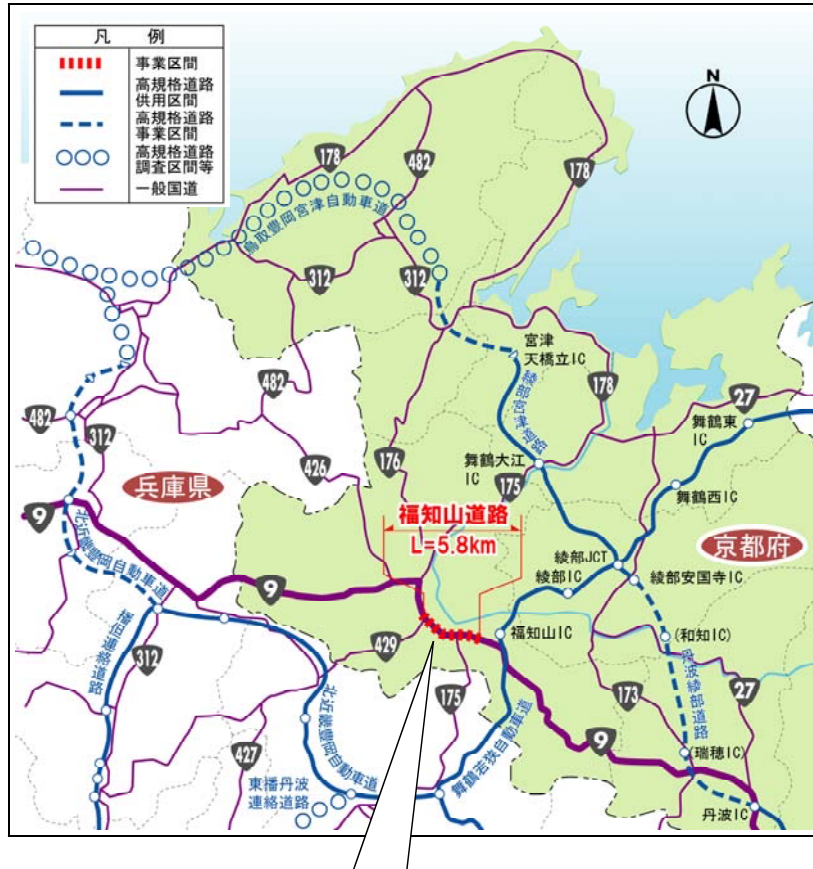 凡 例
事業区間
高規格道路
供用区間
高規格道路
事業区間
高規格道路
調査区間等
一般国道
N
178
482
178
鳥取豊岡宮津自動車道
312
312
宮津
天橋立IC
482
178
綾部宮津道路
27
482
312
426
176
舞鶴大江
IC
175
舞鶴東
IC
舞鶴西IC
兵庫県
福知山道路
L=5.8km
京都府
9
北近畿豊岡自動車道
綾部JCT
綾部IC
綾部安国寺IC
9
福知山IC
(和知IC)
播但連絡道路
312
429
175
丹波綾部道路
173
27
北近畿豊岡自動車道
舞鶴若狭自動車道
9
427
(瑞穂IC)
東播丹波
連絡道路
丹波IC